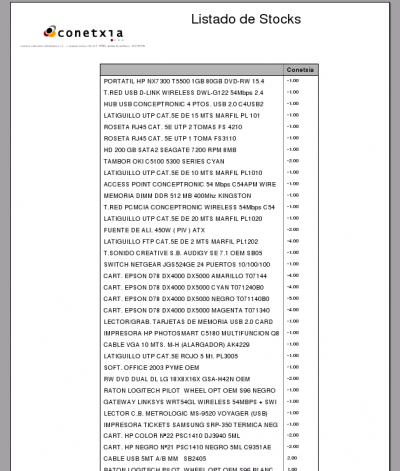 Listado de Stocks
conetxia
Conetxia
PORTATIL HP NX7300 T5500 1GB 80GB DVD-RW 15.4 -1.00
T.RED USB D-LINK WIRELESS DWL-G122 54Mbps 2.4 -1.00
HUB USB CONCEPTRONIC 4 PTOS. USB 2.0 C4USB2 -1.00
LATIGUILLO UTP CAT.5E DE 15 MTS MARFIL PL 101 -1.00
ROSETA RJ45 CAT. 5E UTP 2 TOMAS FS 4210 -1.00
ROSETA RJ45 CAT. 5E UTP 1 TOMA FS3110 -1.00
HD 200 GB SATA2 SEAGATE 7200 RPM 8MB -1.00
TAMBOR OKI C5100 5300 SERIES CYAN -2.00
LATIGUILLO UTP CAT.5E DE 10 MTS MARFIL PL1010 -1.00
ACCESS POINT CONCEPTRONIC 54 Mbps C54APM WIRE -1.00
MEMORIA DIMM DDR 512 MB 400Mhz KINGSTON -1.00
T.RED PCMCIA CONCEPTRONIC WIRELESS 54Mbps C54 -1.00
LATIGUILLO UTP CAT.5E DE 20 MTS MARFIL PL1020 -1.00
FUENTE DE ALI. 450W ( PIV ) ATX -2.00
LATIGUILLO FTP CAT.5E DE 2 MTS MARFIL PL1202 -4.00
T.SONIDO CREATIVE S.B. AUDIGY SE 7.1 OEM SB05 -1.00
SWITCH NETGEAR JGS524GE 24 PUERTOS 10/100/100 -1.00
CART. EPSON D78 DX4000 DX5000 AMARILLO T07144 -4.00
CART. EPSON D78 DX4000 DX5000 CYAN T071240B0 -4.00
CART. EPSON D78 DX4000 DX5000 NEGRO T071140B0 -5.00
CART. EPSON D78 DX4000 DX5000 MAGENTA T071340 -4.00
LECTOR/GRAB. TARJETAS DE MEMORIA USB 2.0 CARD -1.00
IMPRESORA HP PHOTOSMART C5180 MULTIFUNCION Q8 -1.00
CABLE VGA 10 MTS. M-H (ALARGADOR) AK4229 -1.00
LATIGUILLO UTP CAT.5E ROJO 5 Mt. PL3005 -1.00
SOFT. OFFICE 2003 PYME OEM -1.00
RW DVD DUAL DL LG 18X8X16X GSA-H42N OEM -2.00
RATON LOGITECH PILOT WHEEL OPT OEM S96 NEGRO -1.00
GATEWAY LINKSYS WRT54GL WIRELESS 54MBPS + SWI -1.00
LECTOR C.B. METROLOGIC MS-9520 VOYAGER (USB) -1.00
IMPRESORA TICKETS SAMSUNG SRP-350 TERMICA NEG -1.00
CART. HP COLOR Nº22 PSC1410 DJ3940 5ML -2.00
CART. HP NEGRO Nº21 PSC1410 NEGRO 5ML C9351AE -2.00
CABLE USB 5MT A/B MM SB2405 2.00
RATON LOGITECH PILOT WHEEL OPT OEM S96 BLANC 1.00